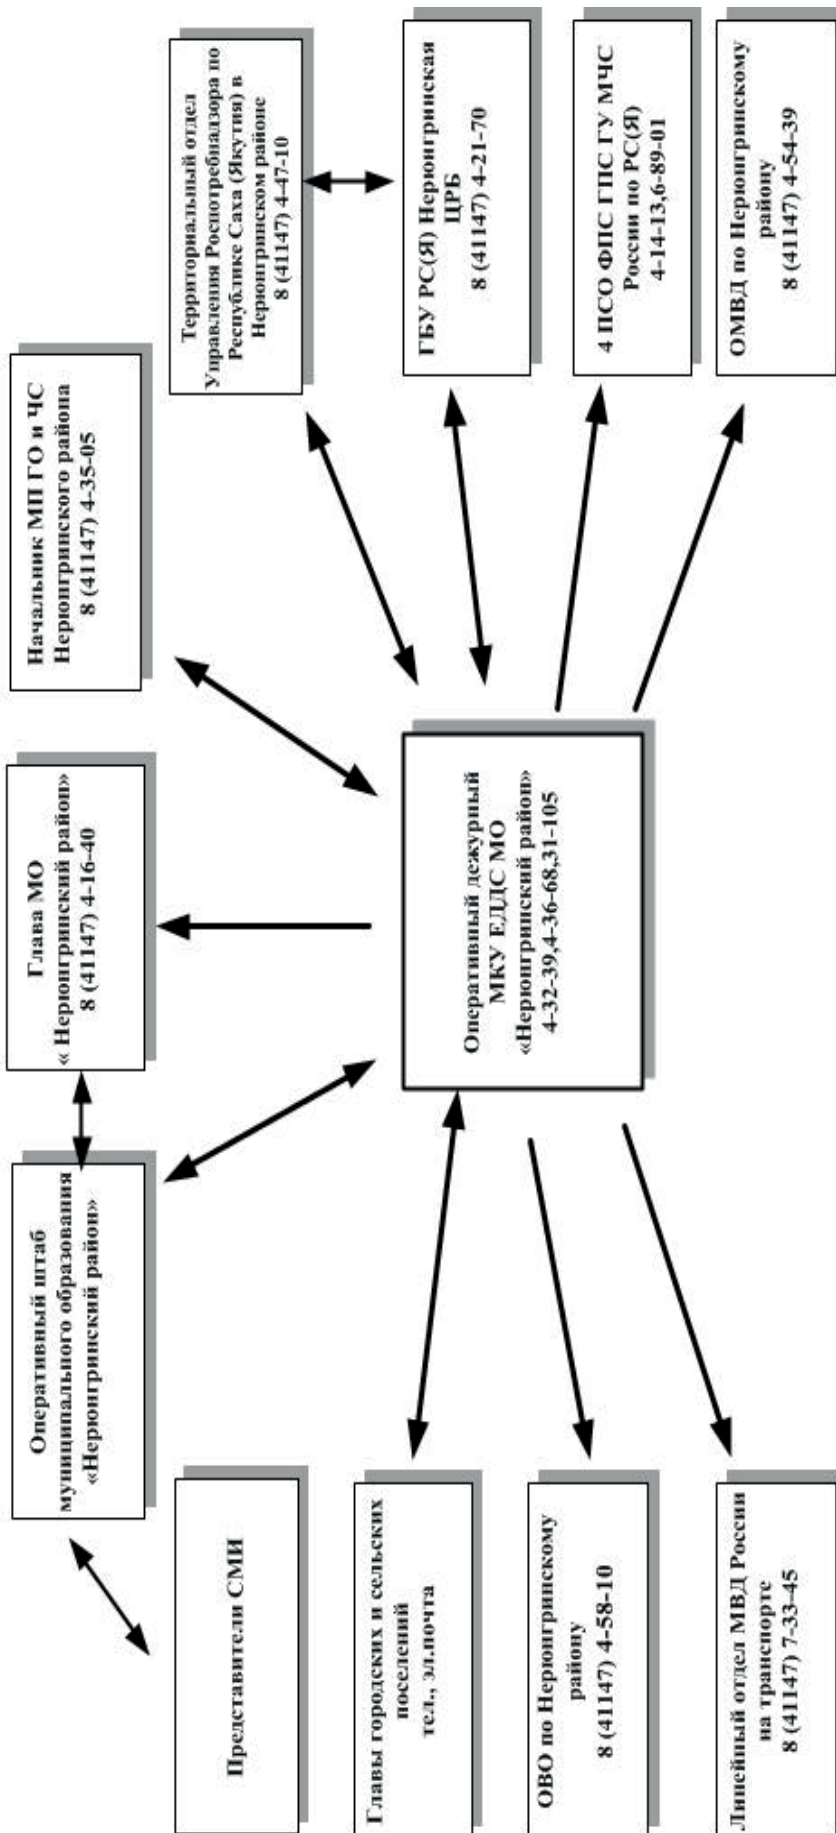 Оперативный штаб
муниципального образования
«Нерюнгринский район»
Глава МО
« Нерюнгринский район»
8 (41147) 4-16-40
Начальник МП ГО и ЧС
Нерюнгринского района
8 (41147) 4-35-05
Представители СМИ
Территориальный отдел
Управления Роспотребнадзора по
Республике Саха (Якутия) в
Нерюнгринском районе
8 (41147) 4-47-10
Главы городских и сельских
поселений
тел., эл.почта
Оперативный дежурный
МКУ ЕДДС МО
«Нерюнгринский район»
4-32-39,4-36-68,31-105
ГБУ РС(Я) Нерюнгринская
ЦРБ
8 (41147) 4-21-70
ОВО по Нерюнгринскому
району
8 (41147) 4-58-10
4 ПСО ФПС ГПС ГУ МЧС
России по РС(Я)
4-14-13,6-89-01
Линейный отдел МВД России
на транспорте
8 (41147) 7-33-45
ОМВД по Нерюнгринскому
району
8 (41147) 4-54-39